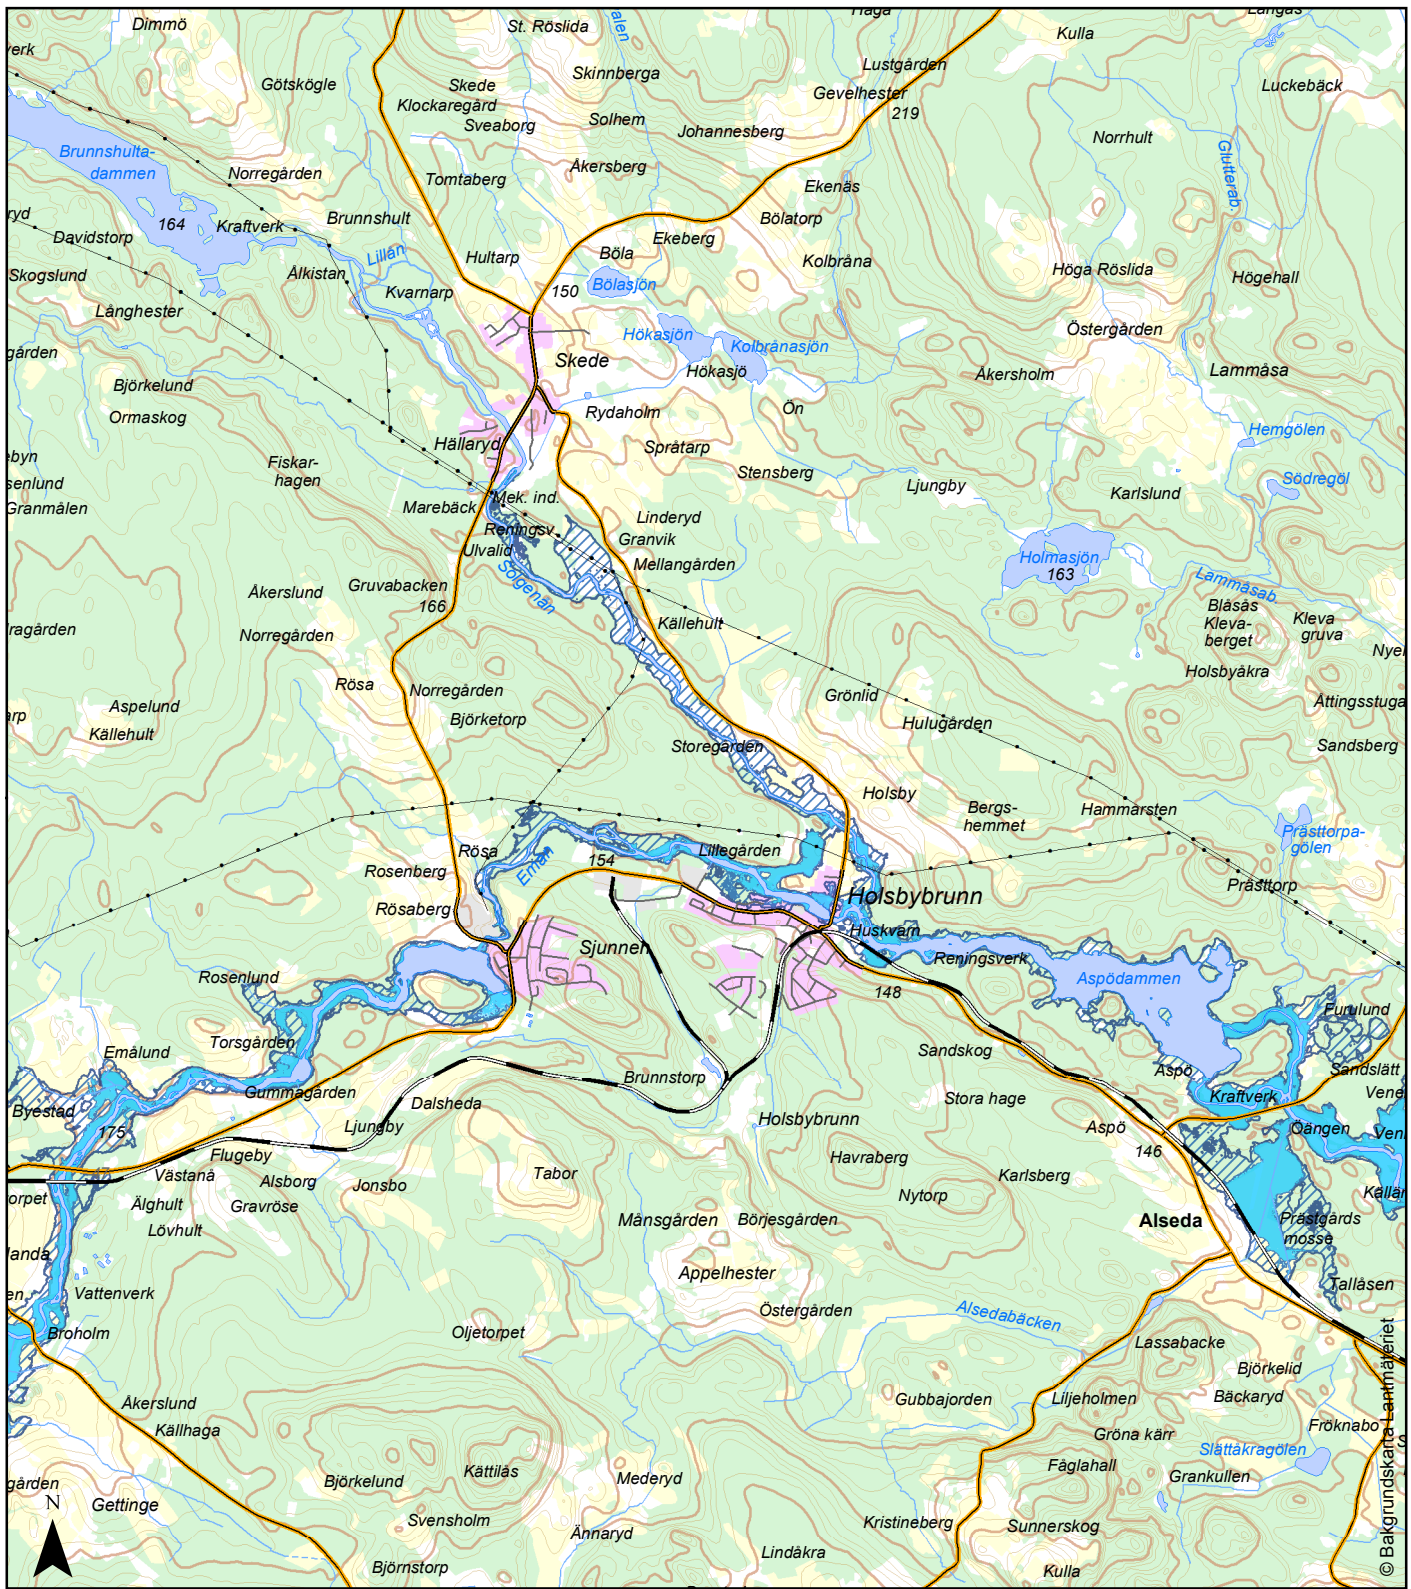 Dimmö
St. Röslida
Kulla
Lustgården
Götskögle
Skede
Klockaregård
Skinnberga
Gevelhester
219
Luckebäck
Sveaborg
Solhem
Johannesberg
Norrhult
Brunnshulta-
dammen
Norregården
Tomtaberg
Åkersberg
Ekenäs
Glutterab.
164
Kraftverk
Brunnshult
Bölatorp
Davidstorp
Ekeberg
Lillån
Hultarp
Böla
Kolbråna
Höga Röslida
Högehall
Skogslund
Ålkistan
Kvarnarp
150
Bölasjön
Långhester
Hökasjön
Kolbrånasjön
Östergården
gården
Skede
Hökasjö
Åkersholm
Lammåsa
Björkelund
Ormaskog
Rydaholm
Ön
Hällaryd
Språtarp
Hemgölen
Fiskar-
hagen
Stensberg
Södregöl
Ljungby
Karlslund
Granmålen
Marebäck
Mek. ind.
Linderyd
Reningsv.
Granvik
Ulvalid
Mellangården
Holmasjön
163
Solgenån
Lammåsab.
Åkerslund
Gruvabacken
166
Blåsås
Kleva-
berget
Kleva
gruva
Norregården
Källehult
Holsbyåkra
Rösa
Norregården
Grönlid
Åttingsstuga
Aspelund
Björketorp
Hulugården
Källehult
Storegården
Sandsberg
Holsby
Bergs-
hemmet
Hammarsten
Prästtorpa-
gölen
Rösa
154
Lillegården
Emån
Rosenberg
Prästtorp
Rösaberg
Holsbybrunn
Sjunnen
Huskvarn
Reningsverk
Rosenlund
Aspödammen
148
Furulund
Torsgården
Emålund
Sandskog
Aspö
Sandslätt
Brunnstorp
Gummagården
Byestad
Dalsheda
Stora hage
Kraftverk
175
Ljungby
Holsbybrunn
Aspö
Öängen
Flugeby
146
Västanå
Alsborg
Jonsbo
Tabor
Havraberg
Karlsberg
Älghult
Gravröse
Nytorp
Lövhult
Månsgården
Börjesgården
Alseda
Prästgårds
mosse
Appelhester
Vattenverk
Tallåsen
Östergården
Alsedabäcken
Broholm
Oljetorpet
Lassabacke
Björkelid
Åkerslund
Gubbajorden
Liljeholmen
Bäckaryd
Källhaga
Gröna kärr
Fröknabo
Slättåkragölen
Björkelund
Kättilås
Mederyd
Fåglahall
Grankullen
gården
Gettinge
N
Svensholm
Ännaryd
Kristineberg
Sunnerskog
Björnstorp
Lindåkra
Kulla
© Bakgrundskarta Lantmäteriet